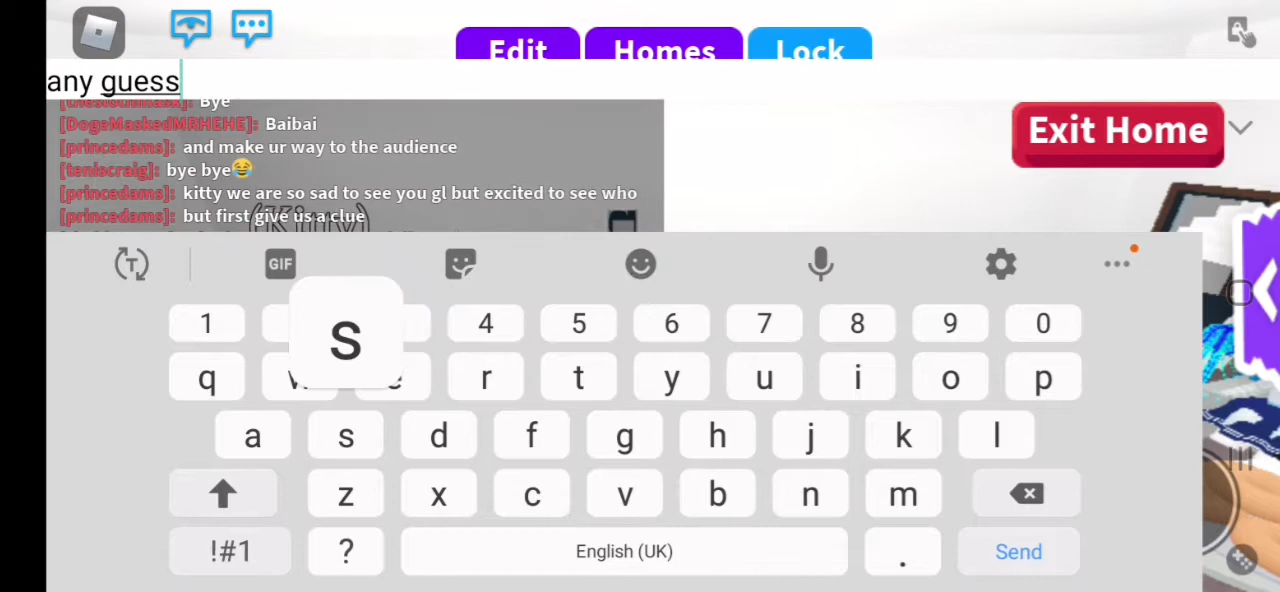 Edit Homes Lock
any guess
Bye
[DogeMaskedMRHEHE]: Baibai
Exit Home
[princedams]: and make ur way to the audience
[teniscraig]: bye bye😂
[princedams]: kitty we are so sad to see you gl but excited to see who
[princedams]: but first give us a clue
(Kitty)
GIF
s
1 4 5 6 7 8 9 0
q r t y u i o p
a s d f g h j k l
z x c v b n m
!#1 ? English (UK) . Send